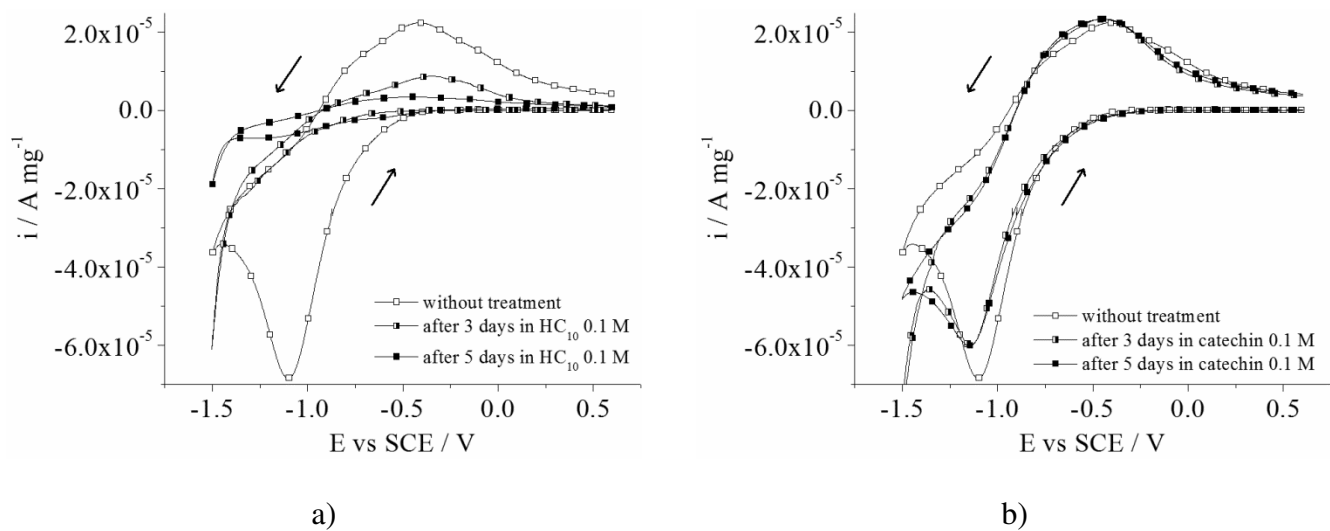 2.0x10⁻⁵
0.0
-2.0x10⁻⁵
-4.0x10⁻⁵
-6.0x10⁻⁵
i / A mg⁻¹
without treatment
after 3 days in HC₁₀ 0.1 M
after 5 days in HC₁₀ 0.1 M
-1.5 -1.0 -0.5 0.0 0.5
E vs SCE / V
a)
2.0x10⁻⁵
0.0
-2.0x10⁻⁵
-4.0x10⁻⁵
-6.0x10⁻⁵
i / A mg⁻¹
without treatment
after 3 days in catechin 0.1 M
after 5 days in catechin 0.1 M
-1.5 -1.0 -0.5 0.0 0.5
E vs SCE / V
b)